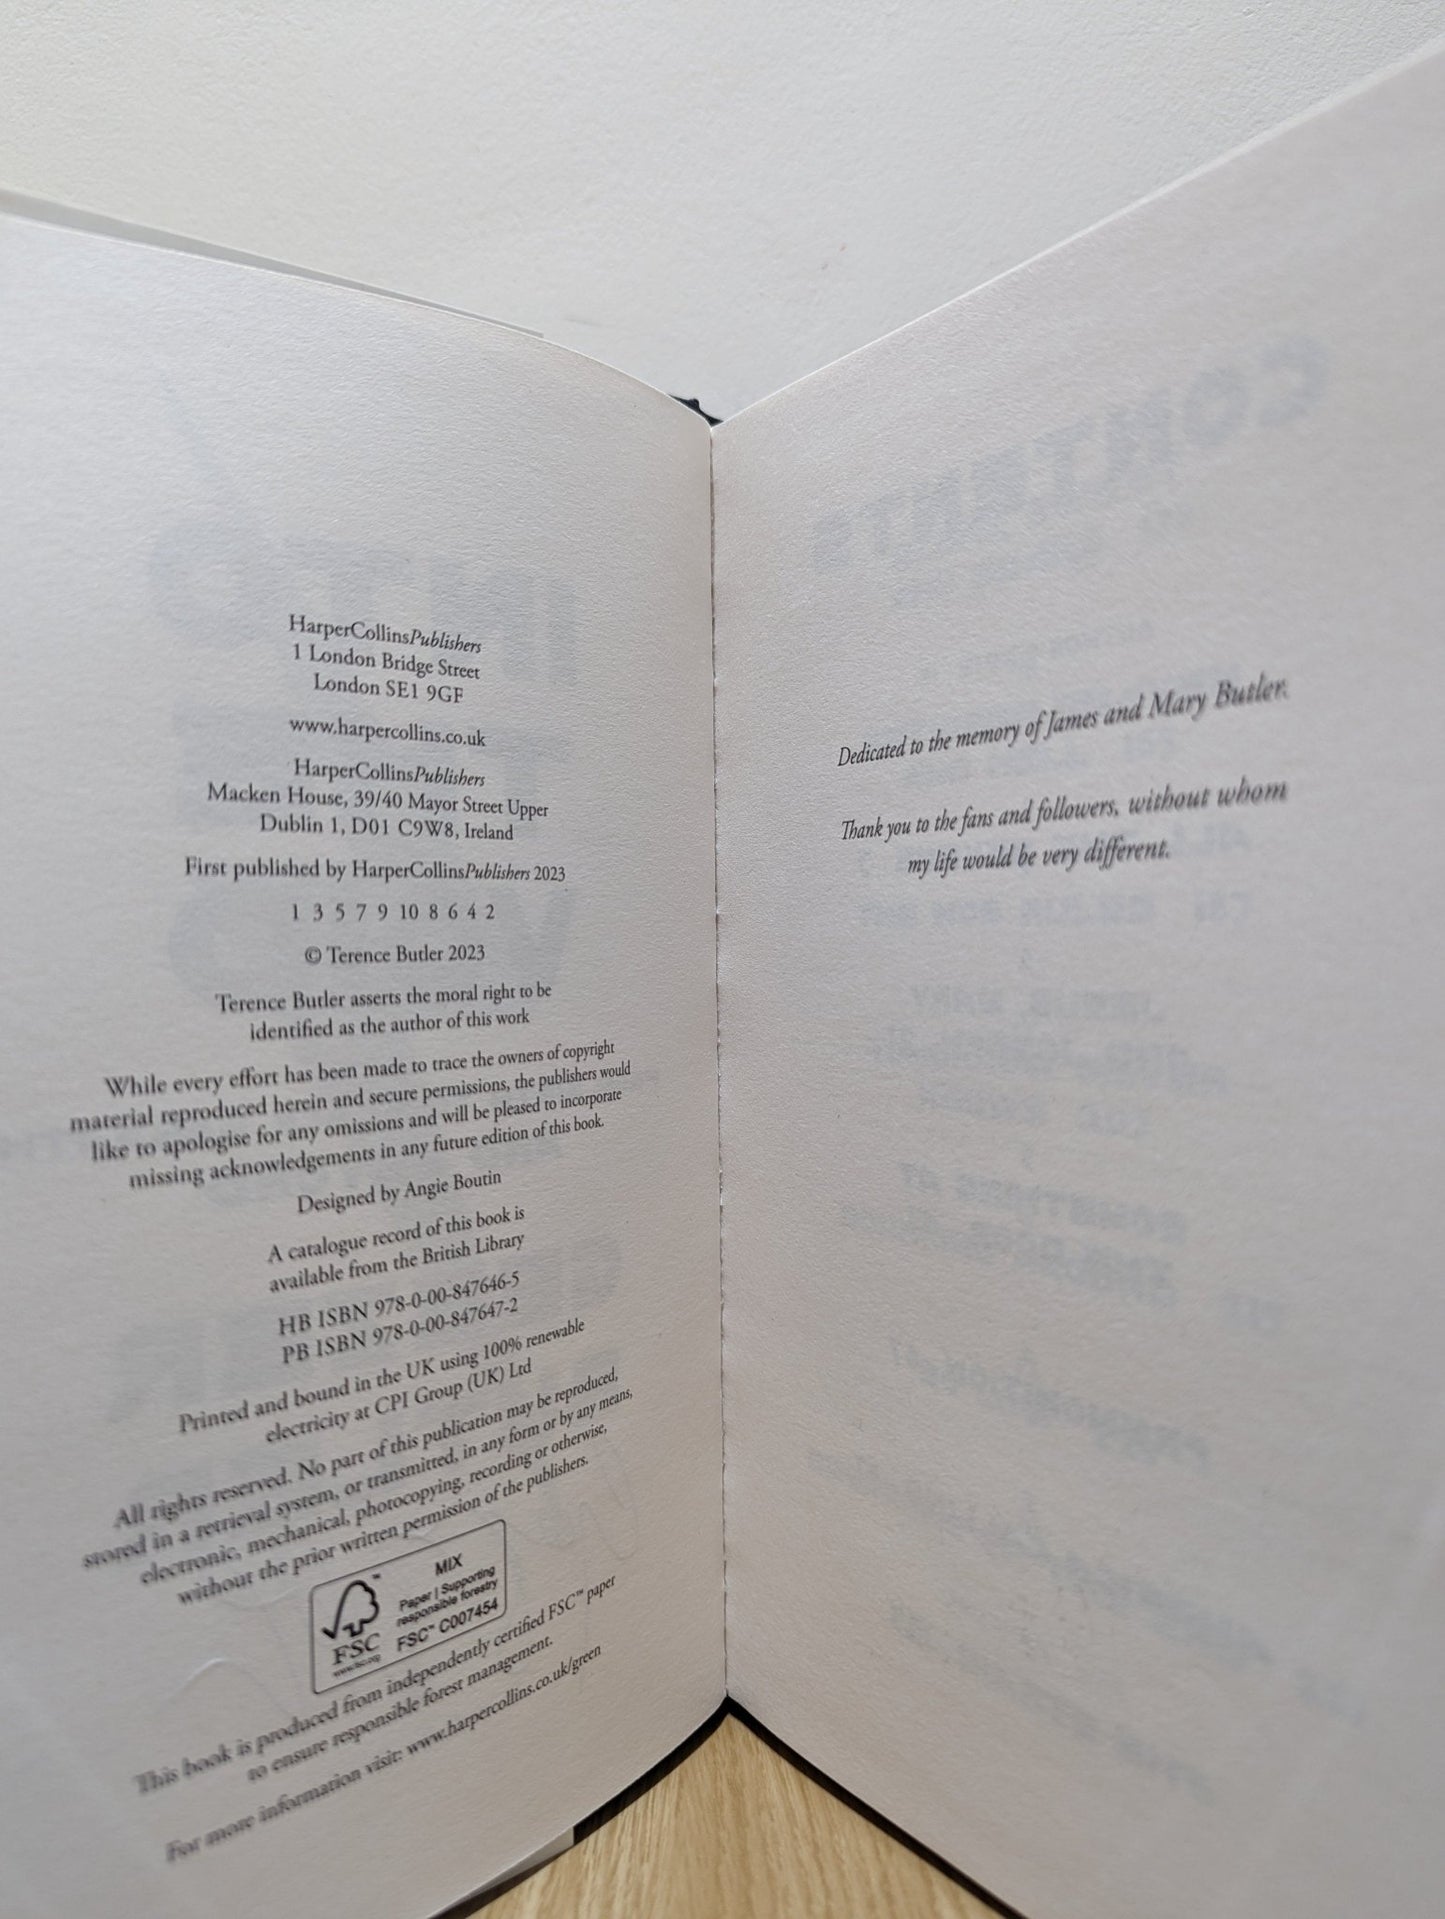 HarperCollinsPublishers
1 London Bridge Street
London SE1 9GF
www.harpercollins.co.uk
HarperCollinsPublishers
Macken House, 39/40 Mayor Street Upper
Dublin 1, D01 C9W8, Ireland
First published by HarperCollinsPublishers 2023
1 3 5 7 9 10 8 6 4 2
© Terence Butler 2023
Terence Butler asserts the moral right to be
identified as the author of this work
While every effort has been made to trace the owners of copyright
material reproduced herein and secure permissions, the publishers would
like to apologise for any omissions and will be pleased to incorporate
missing acknowledgements in any future edition of this book.
Designed by Angie Boutin
A catalogue record of this book is
available from the British Library
HB ISBN 978-0-00-847646-5
PB ISBN 978-0-00-847647-2
Printed and bound in the UK using 100% renewable
electricity at CPI Group (UK) Ltd
All rights reserved. No part of this publication may be reproduced,
stored in a retrieval system, or transmitted, in any form or by any means,
electronic, mechanical, photocopying, recording or otherwise,
without the prior written permission of the publishers.
MIX
Paper | Supporting
responsible forestry
FSC™ C007454
FSC
www.fsc.org
This book is produced from independently certified FSC™ paper
to ensure responsible forest management.
For more information visit: www.harpercollins.co.uk/green
Dedicated to the memory of James and Mary Butler.
Thank you to the fans and followers, without whom
my life would be very different.
CONTENTS